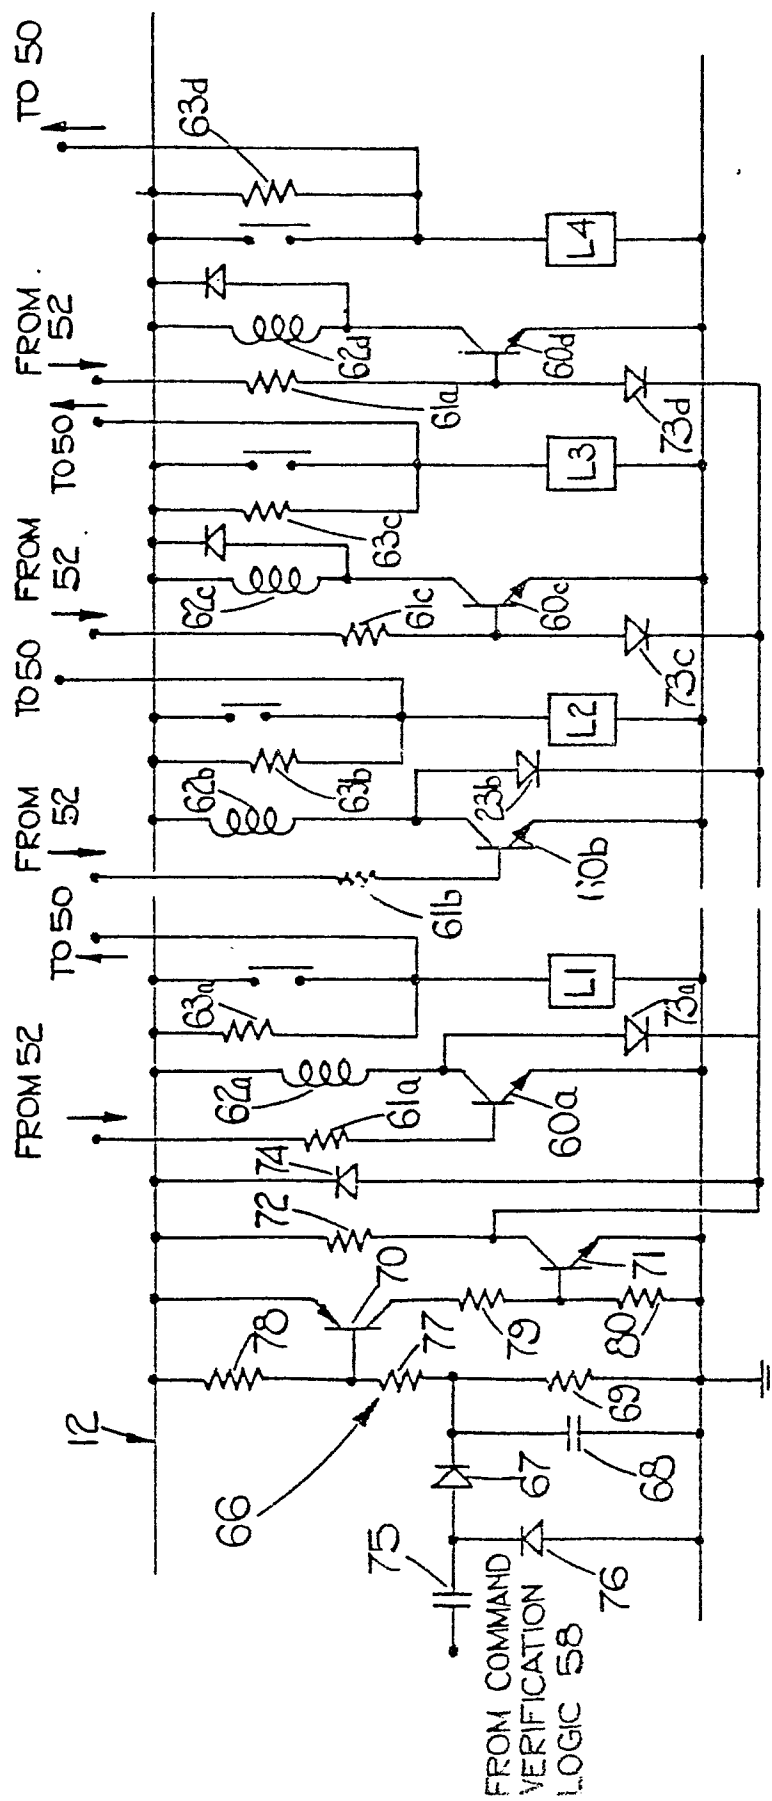 FROM COMMAND
VERIFICATION
LOGIC 58
75
76
66
67
68
12
69
77
78
79
80
70
71
72
74
FROM 52
61a
60a
62a
73a
63a
L1
TO 50
FROM
52
61b
60b
62b
23b
63b
L2
TO 50
FROM
52
61c
60c
62c
73c
63c
L3
TO 50
FROM
52
61a
60d
62d
73d
63d
L4
TO 50